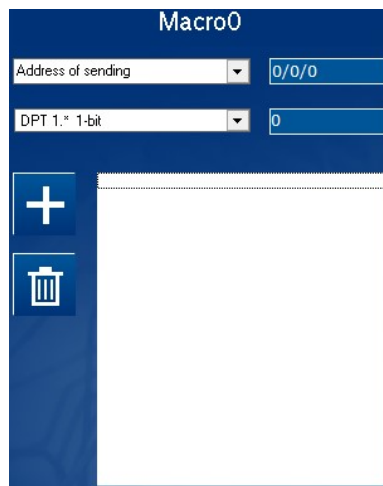 Macro0
Address of sending 0/0/0
DPT 1.* 1-bit 0